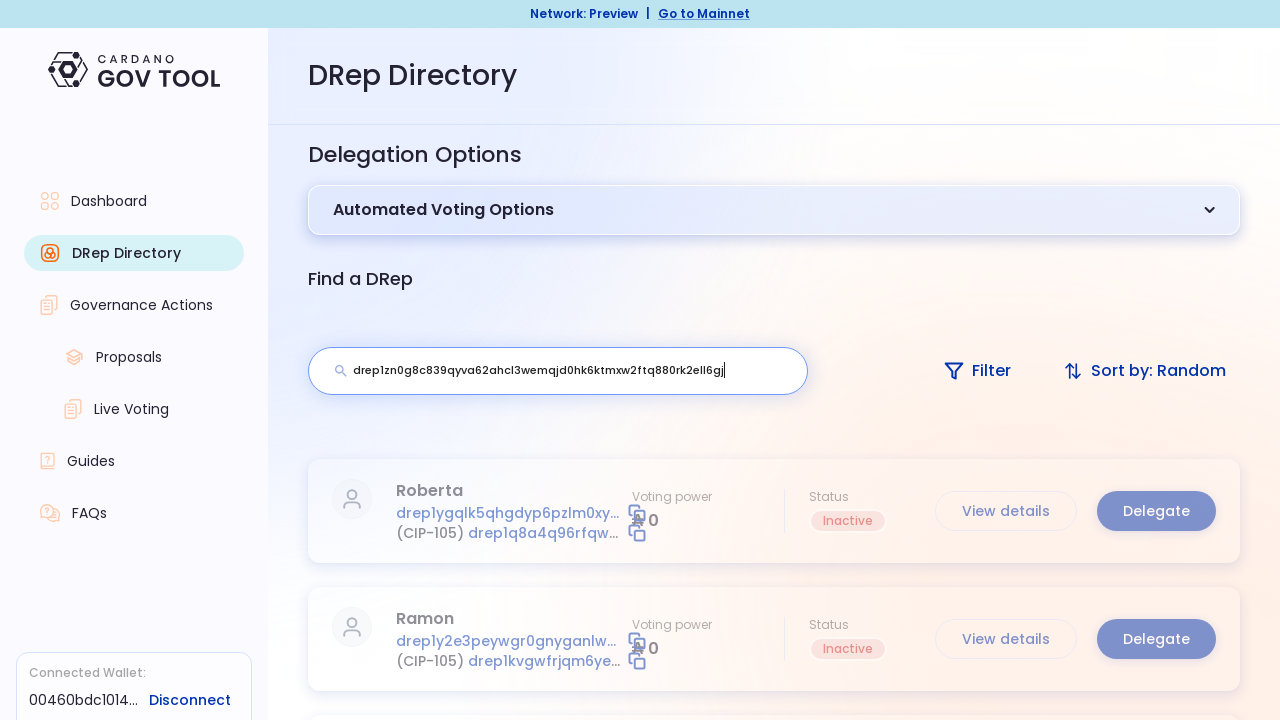 Network: Preview | Go to Mainnet
CARDANO
GOV TOOL
Dashboard
DRep Directory
Governance Actions
Proposals
Live Voting
Guides
FAQs
Connected Wallet:
00460bdc1014... Disconnect
DRep Directory
Delegation Options
Automated Voting Options
Find a DRep
drep1zn0g8c839qyva62ahcl3wemqjd0hk6ktmxw2ftq880rk2ell6gj
Filter
Sort by: Random
Roberta
drep1ygqlk5qhgdyp6pzlm0xy...
(CIP-105) drep1q8a4q96rfqw...
Voting power
₳ 0
Status
Inactive
View details
Delegate
Ramon
drep1y2e3peywgr0gnyganlw...
(CIP-105) drep1kvgwfrjqm6ye...
Voting power
₳ 0
Status
Inactive
View details
Delegate